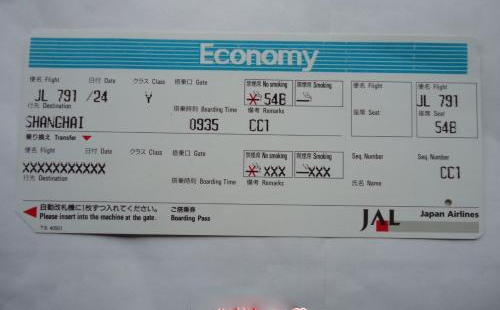 Economy
便名 Flight 日付 Date クラス Class 搭乗口 Gate 禁煙席 No smoking 喫煙席 Smoking 便名 Flight 便名 Flight
JL 791 /24 Y 54B JL 791
行先 Destination 搭乗時刻 Boarding Time 備考 Remarks 座席 Seat 座席 Seat
SHANGHAI 0935 CC1 54B
乗り換え Transfer
便名 Flight 日付 Date クラス Class 搭乗口 Gate 禁煙席 No smoking 喫煙席 Smoking Seq. Number Seq. Number
XXXXXXXXXXX XXX XXX CC1
行先 Destination 搭乗時刻 Boarding Time 備考 Remarks 氏名 Name
自動改札機に1枚ずつ入れてください。 ご搭乗券
Please insert into the machine at the gate. Boarding Pass
JAL Japan Airlines